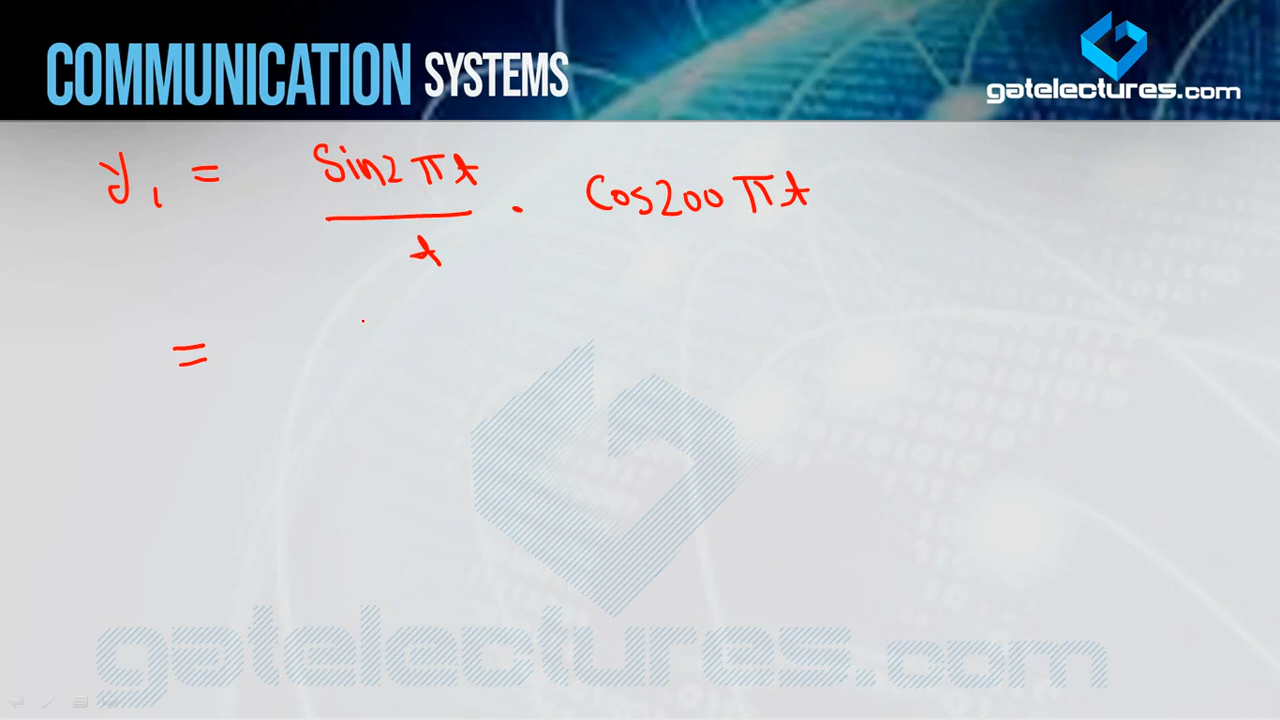 COMMUNICATION SYSTEMS
gatelectures.com
y₁ = sin2πt / t · cos200πt
=
gatelectures.com